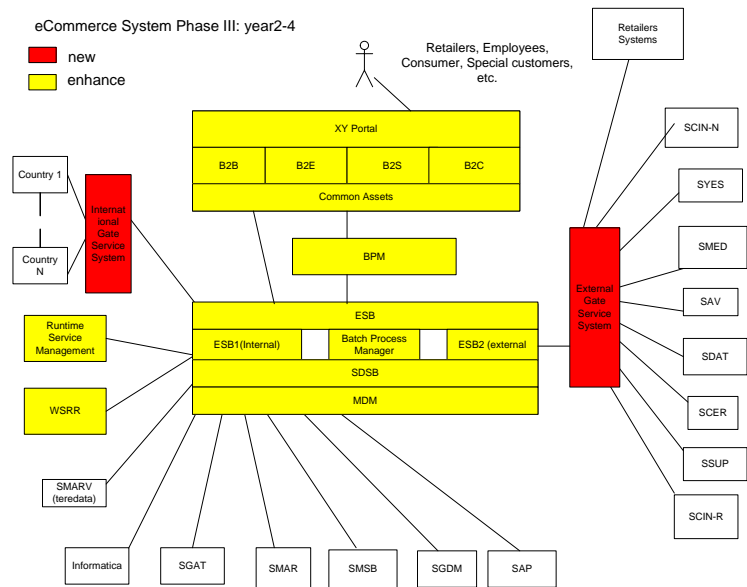 eCommerce System Phase III: year2-4
new
enhance
Retailers, Employees,
Consumer, Special customers,
etc.
Retailers
Systems
XY Portal
B2B
B2E
B2S
B2C
Common Assets
BPM
Country 1
Country
N
Internat
ional
Gate
Service
System
ESB
ESB1(Internal)
Batch Process
Manager
ESB2 (external
SDSB
MDM
Runtime
Service
Management
WSRR
SMARV
(teredata)
Informatica
SGAT
SMAR
SMSB
SGDM
SAP
External
Gate
Service
System
SCIN-N
SYES
SMED
SAV
SDAT
SCER
SSUP
SCIN-R